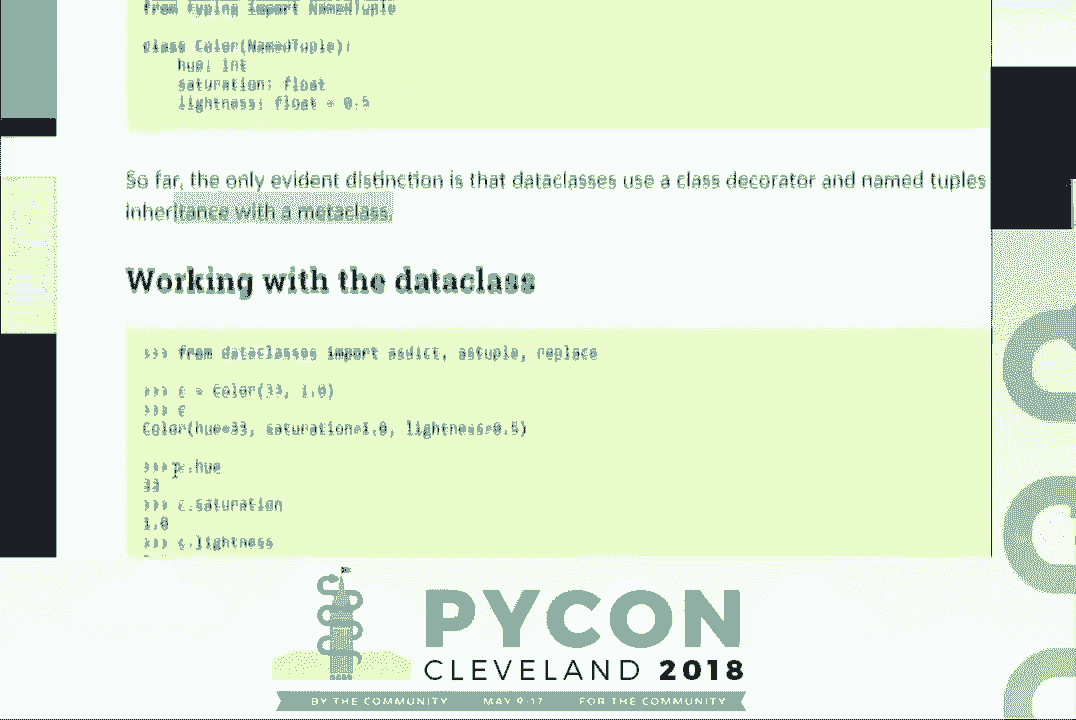 from typing import NamedTuple
class Color(NamedTuple):
    hue: int
    saturation: float
    lightness: float = 0.5
So far, the only evident distinction is that dataclasses use a class decorator and named tuples
inheritance with a metaclass.
Working with the dataclass
>>> from dataclasses import asdict, astuple, replace
>>> c = Color(33, 1.0)
>>> c
Color(hue=33, saturation=1.0, lightness=0.5)
>>> c.hue
33
>>> c.saturation
1.0
>>> c.lightness
PYCON
CLEVELAND 2018
BY THE COMMUNITY MAY 9-17 FOR THE COMMUNITY